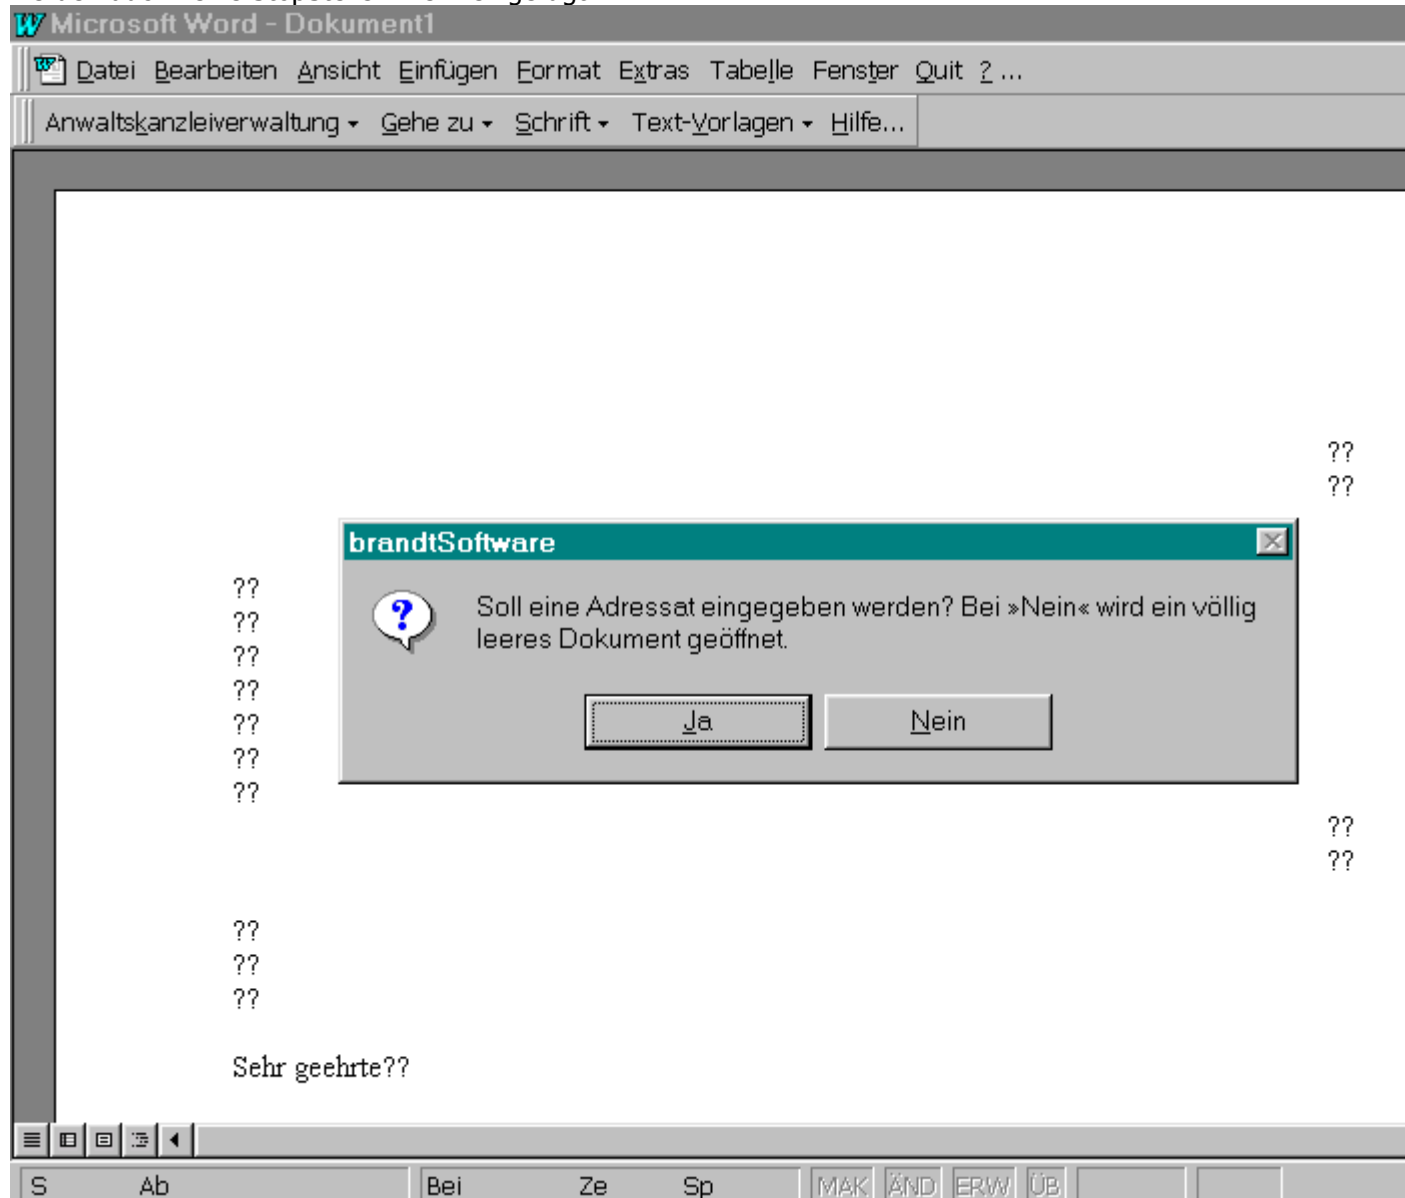 Microsoft Word - Dokument1
Datei Bearbeiten Ansicht Einfügen Format Extras Tabelle Fenster Quit ? ...
Anwaltskanzleiverwaltung Gehe zu Schrift Text-Vorlagen Hilfe...
??
??
brandtSoftware
Soll eine Adressat eingegeben werden? Bei »Nein« wird ein völlig
leeres Dokument geöffnet.
Ja Nein
??
??
??
??
??
??
??
??
??
??
??
??
Sehr geehrte??
S Ab Bei Ze Sp MAK ÄND ERW ÜB